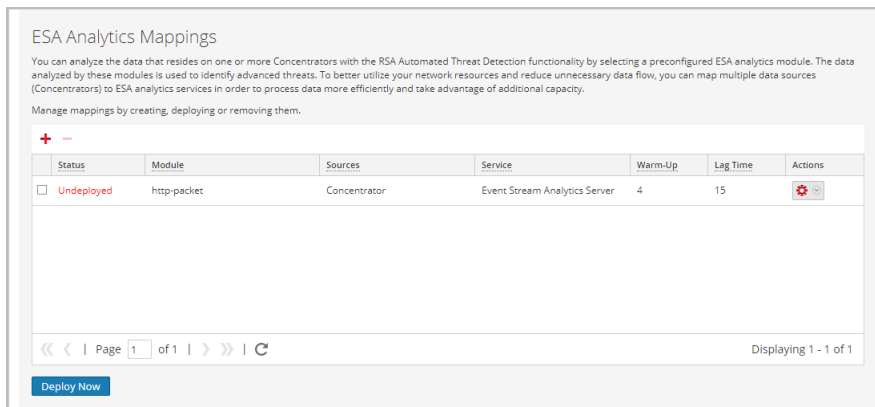 ESA Analytics Mappings
You can analyze the data that resides on one or more Concentrators with the RSA Automated Threat Detection functionality by selecting a preconfigured ESA analytics module. The data
analyzed by these modules is used to identify advanced threats. To better utilize your network resources and reduce unnecessary data flow, you can map multiple data sources
(Concentrators) to ESA analytics services in order to process data more efficiently and take advantage of additional capacity.
Manage mappings by creating, deploying or removing them.
Status Module Sources Service Warm-Up Lag Time Actions
Undeployed http-packet Concentrator Event Stream Analytics Server 4 15
| Page 1 of 1 | | Displaying 1 - 1 of 1
Deploy Now